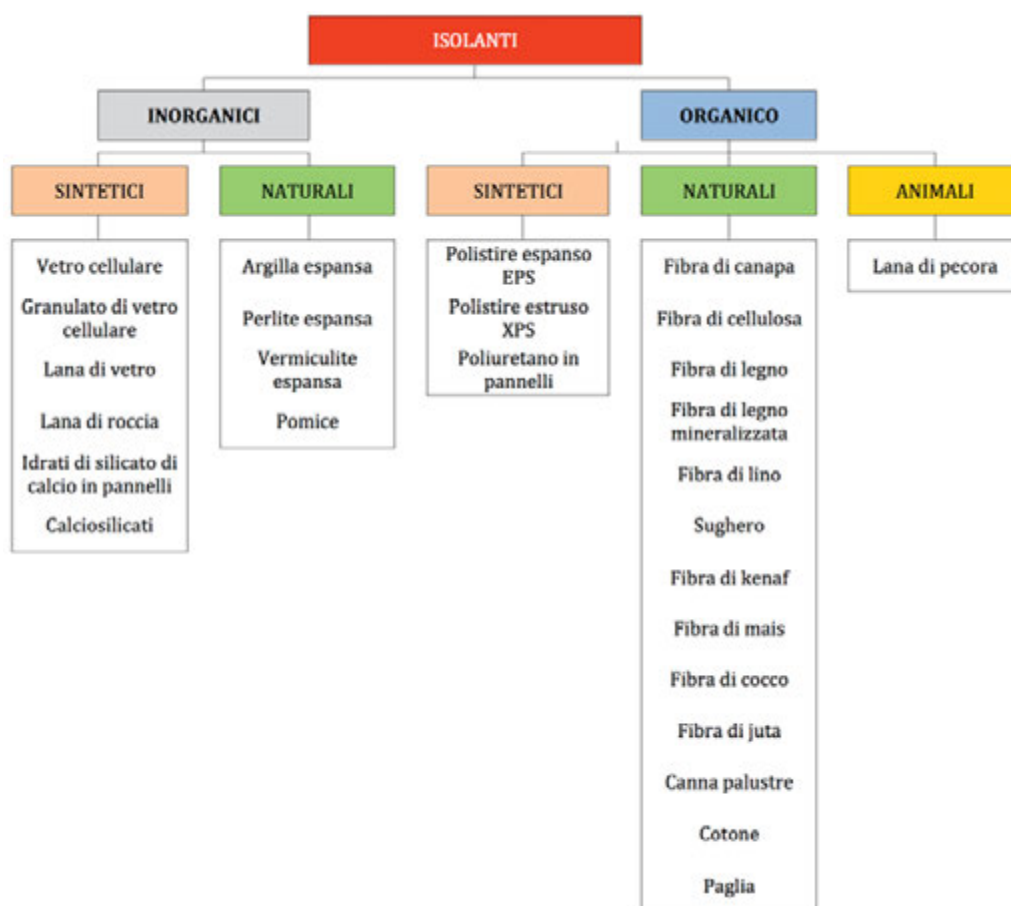 ISOLANTI
INORGANICI
ORGANICO
SINTETICI
NATURALI
SINTETICI
NATURALI
ANIMALI
Vetro cellulare
Granulato di vetro
cellulare
Lana di vetro
Lana di roccia
Idrati di silicato di
calcio in pannelli
Calciosilicati
Argilla espansa
Perlite espansa
Vermiculite
espansa
Pomice
Polistire espanso
EPS
Polistire estruso
XPS
Poliuretano in
pannelli
Fibra di canapa
Fibra di cellulosa
Fibra di legno
Fibra di legno
mineralizzata
Fibra di lino
Sughero
Fibra di kenaf
Fibra di mais
Fibra di cocco
Fibra di juta
Canna palustre
Cotone
Paglia
Lana di pecora